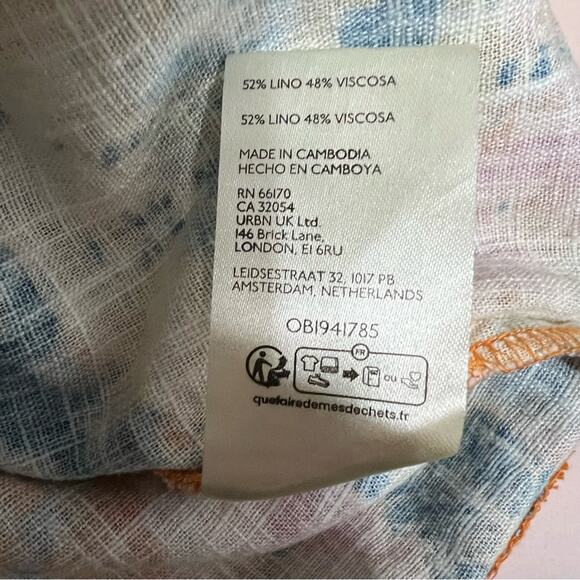 52% LINO 48% VISCOSA
52% LINO 48% VISCOSA
MADE IN CAMBODIA
HECHO EN CAMBOYA
RN 66170
CA 32054
URBN UK Ltd.
146 Brick Lane,
LONDON, E1 6RU
LEIDSESTRAAT 32, 1017 PB
AMSTERDAM, NETHERLANDS
OB1941785
FR
OU
quefairedemesdechets.fr